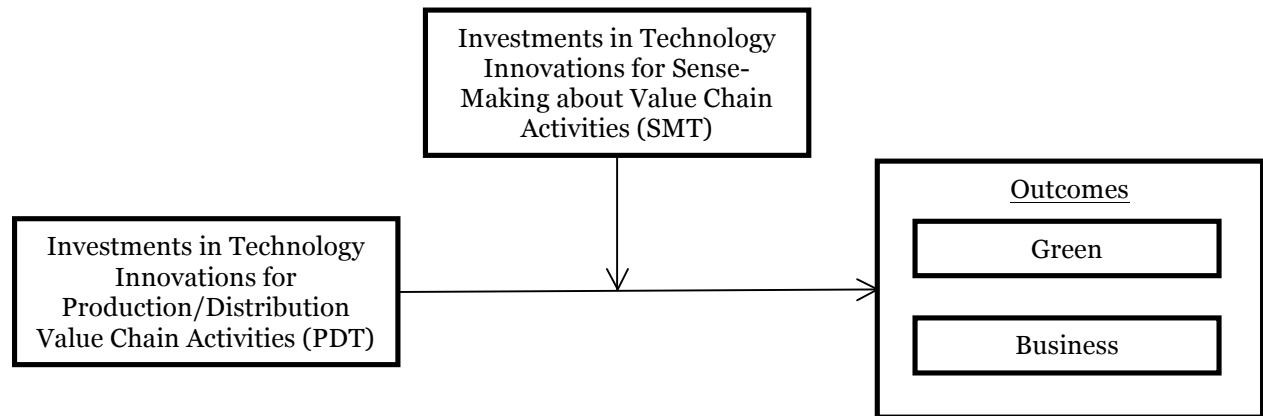 Investments in Technology
Innovations for Sense-
Making about Value Chain
Activities (SMT)
Outcomes
Investments in Technology
Innovations for
Production/Distribution
Value Chain Activities (PDT)
Green
Business